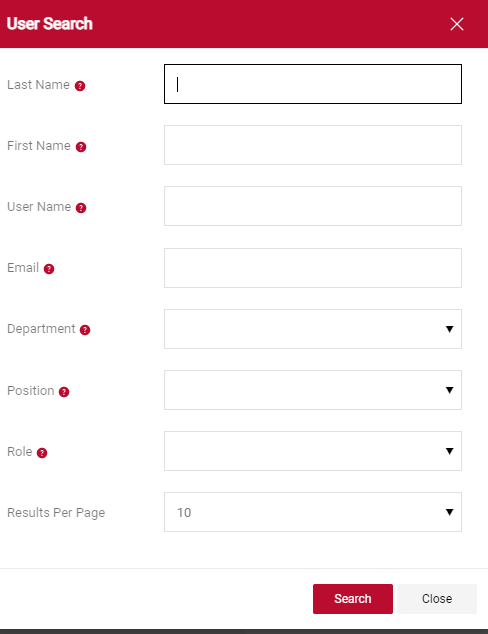 User Search
Last Name ?
First Name ?
User Name ?
Email ?
Department ?
Position ?
Role ?
Results Per Page 10
Search Close